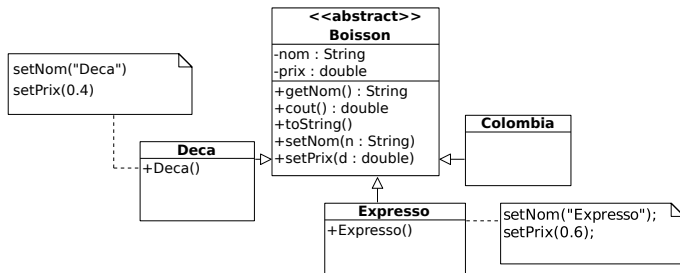 <<abstract>>
Boisson
-nom : String
-prix : double
+getNom() : String
+cout() : double
+toString()
+setNom(n : String)
+setPrix(d : double)
setNom("Deca")
setPrix(0.4)
Deca
+Deca()
Colombia
Expresso
+Expresso()
setNom("Expresso");
setPrix(0.6);